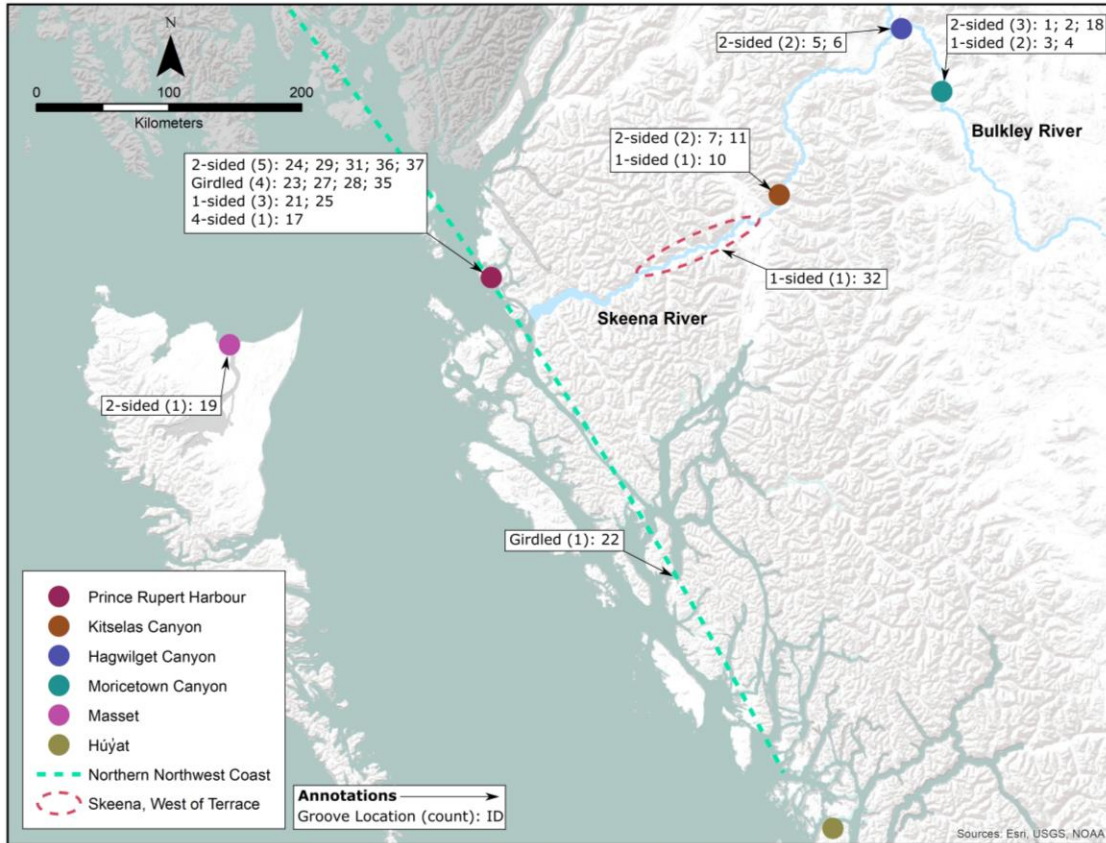 N
0 100 200
Kilometers
2-sided (2): 5; 6
2-sided (3): 1; 2; 18
1-sided (2): 3; 4
Bulkley River
2-sided (2): 7; 11
1-sided (1): 10
2-sided (5): 24; 29; 31; 36; 37
Girdled (4): 23; 27; 28; 35
1-sided (3): 21; 25
4-sided (1): 17
1-sided (1): 32
Skeena River
2-sided (1): 19
Girdled (1): 22
Prince Rupert Harbour
Kitselas Canyon
Hagwilget Canyon
Moricetown Canyon
Masset
Húy̓at
Northern Northwest Coast
Skeena, West of Terrace
Annotations
Groove Location (count): ID
Sources: Esri, USGS, NOAA